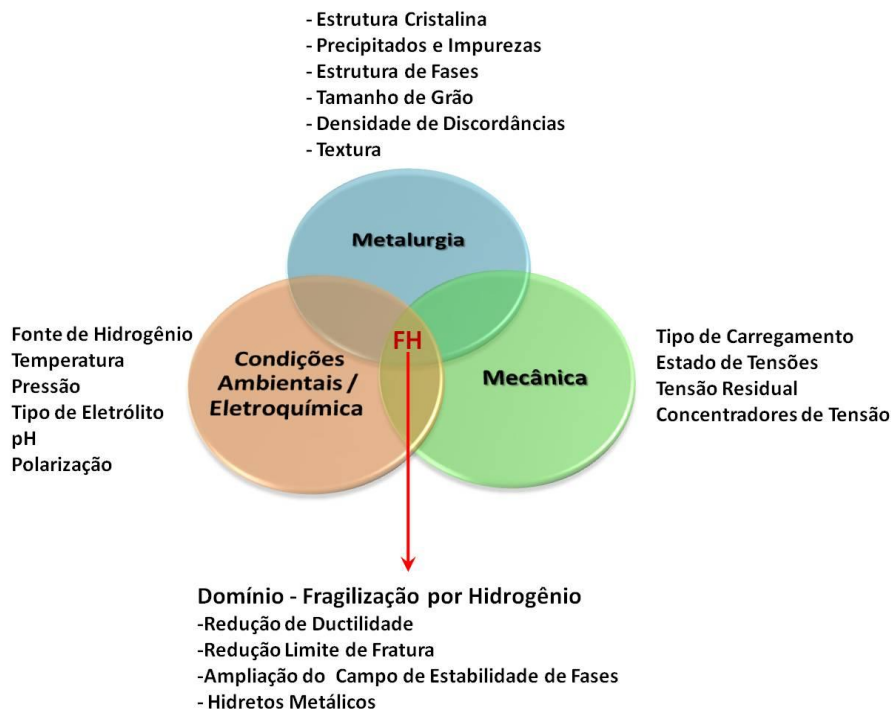 - Estrutura Cristalina
- Precipitados e Impurezas
- Estrutura de Fases
- Tamanho de Grão
- Densidade de Discordâncias
- Textura
Metalurgia
Fonte de Hidrogênio
Temperatura
Pressão
Tipo de Eletrólito
pH
Polarização
Condições
Ambientais /
Eletroquímica
FH
Mecânica
Tipo de Carregamento
Estado de Tensões
Tensão Residual
Concentradores de Tensão
Domínio - Fragilização por Hidrogênio
-Redução de Ductilidade
-Redução Limite de Fratura
-Ampliação do Campo de Estabilidade de Fases
- Hidretos Metálicos